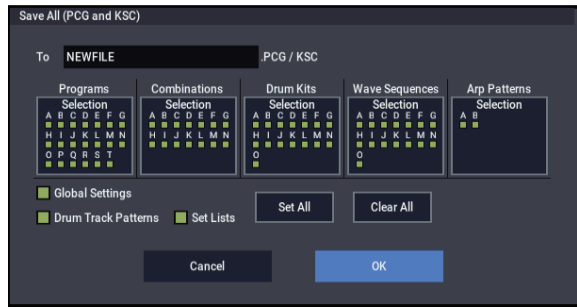 Save All (PCG and KSC)
To NEWFILE .PCG / KSC
Programs Combinations Drum Kits Wave Sequences Arp Patterns
Selection Selection Selection Selection Selection
A B C D E F G A B C D E F G A B C D E F G A B C D E F G A B
H I J K L M N H I J K L M N H I J K L M N H I J K L M N
O P Q R S T O O
Global Settings
Drum Track Patterns Set Lists Set All Clear All
Cancel OK